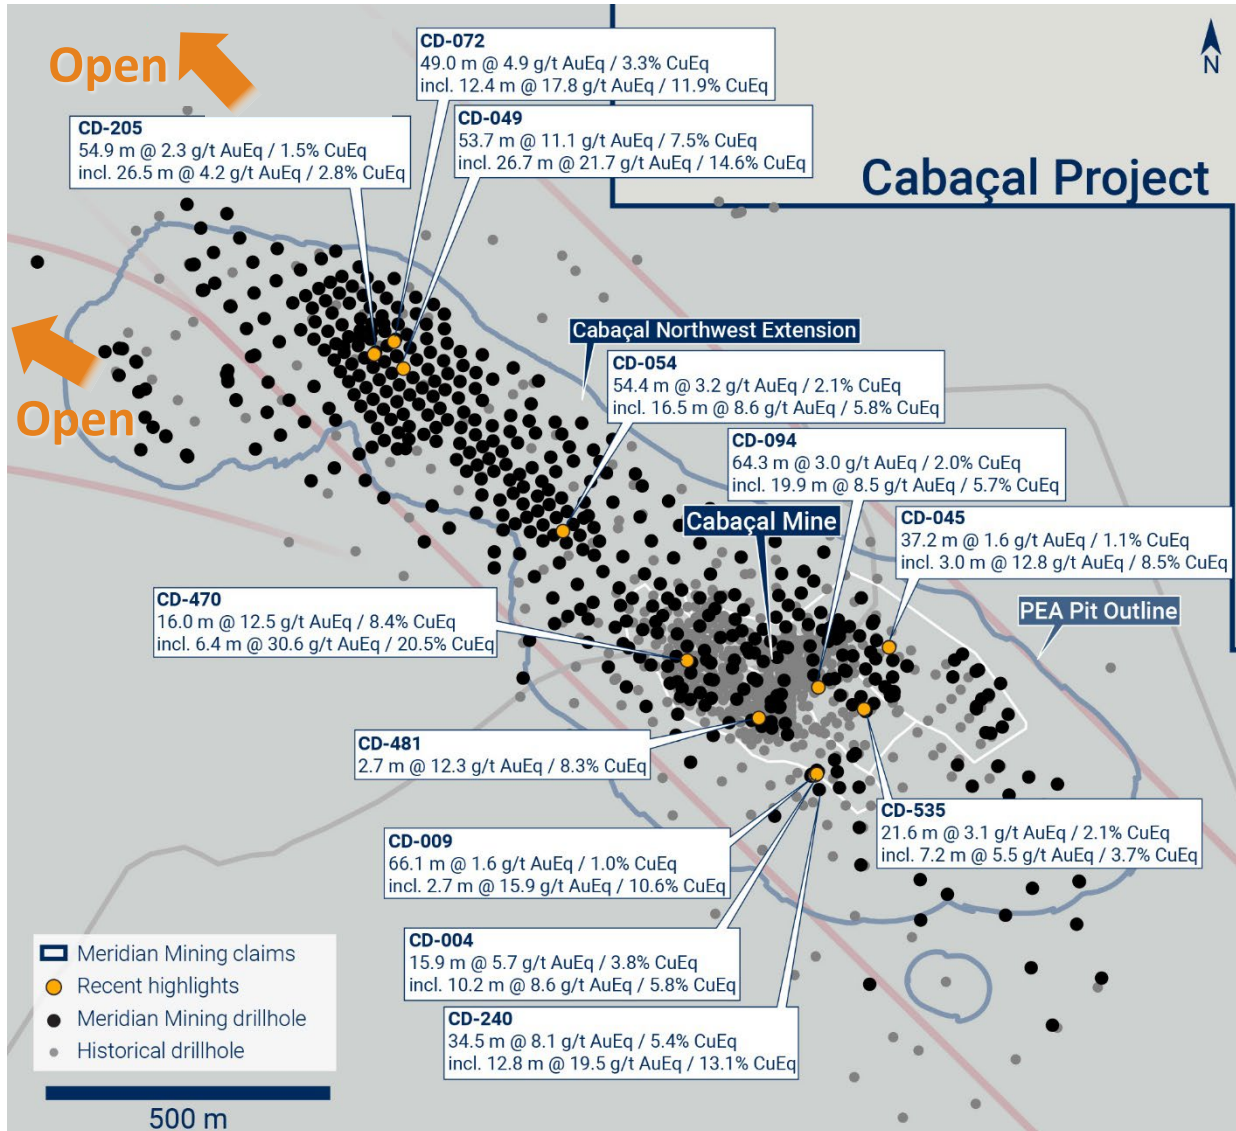 Open
N
CD-072
49.0 m @ 4.9 g/t AuEq / 3.3% CuEq
incl. 12.4 m @ 17.8 g/t AuEq / 11.9% CuEq
CD-205
54.9 m @ 2.3 g/t AuEq / 1.5% CuEq
incl. 26.5 m @ 4.2 g/t AuEq / 2.8% CuEq
CD-049
53.7 m @ 11.1 g/t AuEq / 7.5% CuEq
incl. 26.7 m @ 21.7 g/t AuEq / 14.6% CuEq
Cabaçal Project
Cabaçal Northwest Extension
Open
CD-054
54.4 m @ 3.2 g/t AuEq / 2.1% CuEq
incl. 16.5 m @ 8.6 g/t AuEq / 5.8% CuEq
CD-094
64.3 m @ 3.0 g/t AuEq / 2.0% CuEq
incl. 19.9 m @ 8.5 g/t AuEq / 5.7% CuEq
Cabaçal Mine
CD-045
37.2 m @ 1.6 g/t AuEq / 1.1% CuEq
incl. 3.0 m @ 12.8 g/t AuEq / 8.5% CuEq
CD-470
16.0 m @ 12.5 g/t AuEq / 8.4% CuEq
incl. 6.4 m @ 30.6 g/t AuEq / 20.5% CuEq
PEA Pit Outline
CD-481
2.7 m @ 12.3 g/t AuEq / 8.3% CuEq
CD-535
21.6 m @ 3.1 g/t AuEq / 2.1% CuEq
incl. 7.2 m @ 5.5 g/t AuEq / 3.7% CuEq
CD-009
66.1 m @ 1.6 g/t AuEq / 1.0% CuEq
incl. 2.7 m @ 15.9 g/t AuEq / 10.6% CuEq
CD-004
15.9 m @ 5.7 g/t AuEq / 3.8% CuEq
incl. 10.2 m @ 8.6 g/t AuEq / 5.8% CuEq
CD-240
34.5 m @ 8.1 g/t AuEq / 5.4% CuEq
incl. 12.8 m @ 19.5 g/t AuEq / 13.1% CuEq
Meridian Mining claims
Recent highlights
Meridian Mining drillhole
Historical drillhole
500 m